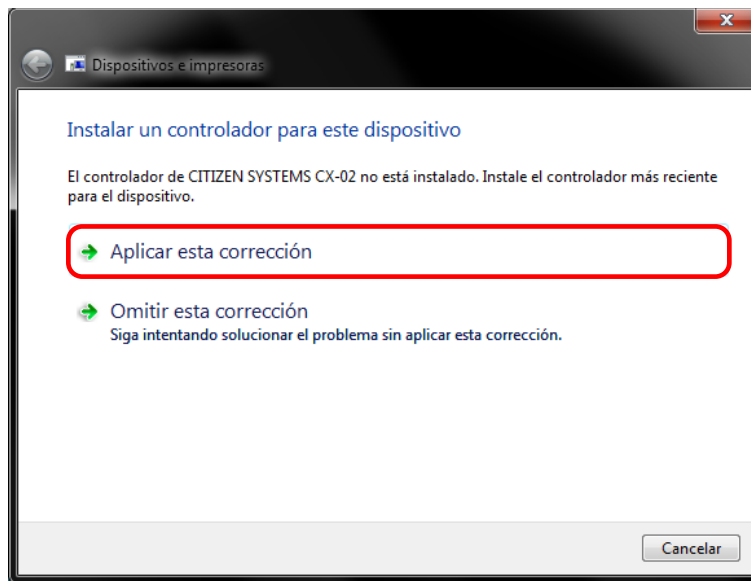 Dispositivos e impresoras
Instalar un controlador para este dispositivo
El controlador de CITIZEN SYSTEMS CX-02 no está instalado. Instale el controlador más reciente
para el dispositivo.
Aplicar esta corrección
Omitir esta corrección
Siga intentando solucionar el problema sin aplicar esta corrección.
Cancelar